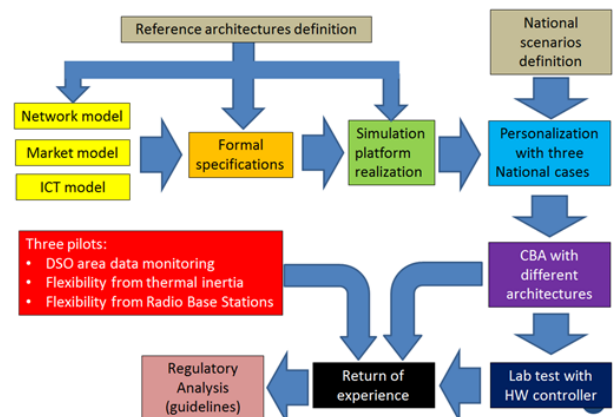 Reference architectures definition
National
scenarios
definition
Network model
Market model
ICT model
Formal
specifications
Simulation
platform
realization
Personalization
with three
National cases
Three pilots:
• DSO area data monitoring
• Flexibility from thermal inertia
• Flexibility from Radio Base Stations
CBA with
different
architectures
Regulatory
Analysis
(guidelines)
Return of
experience
Lab test with
HW controller